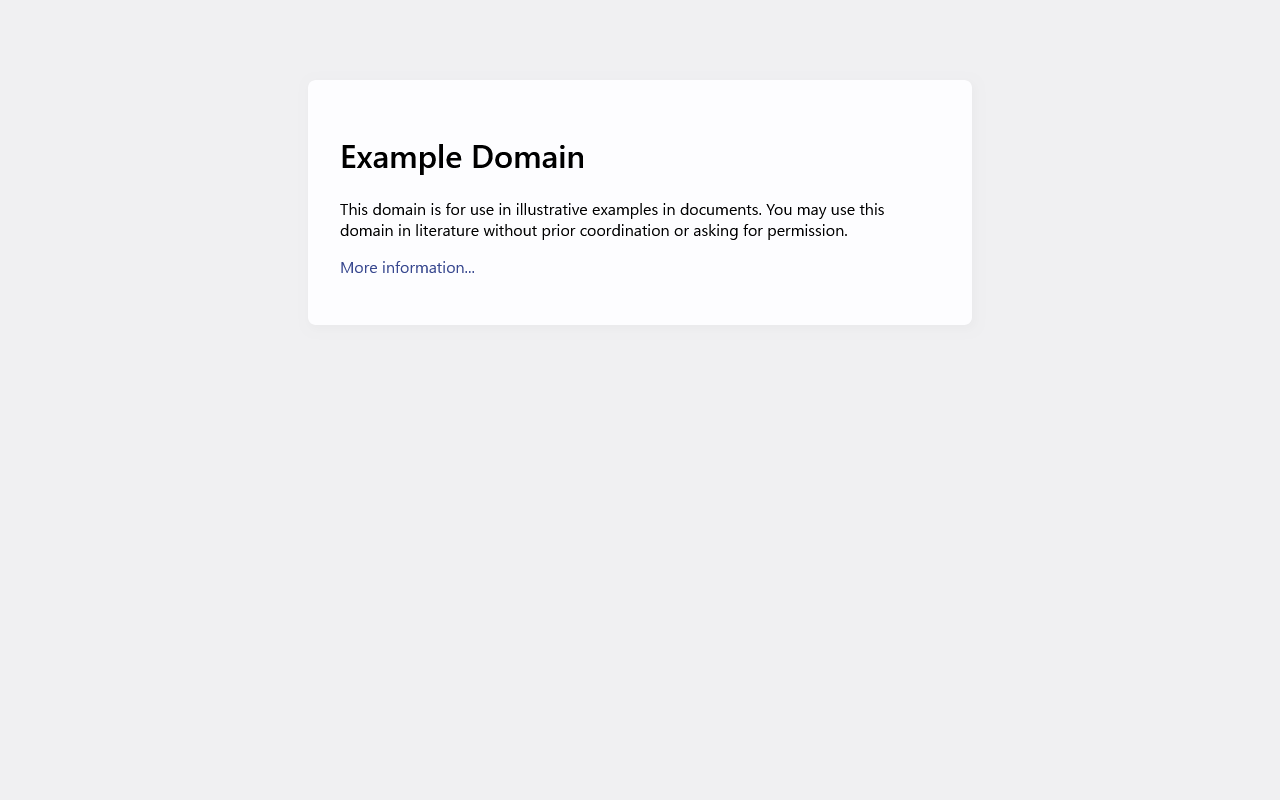 Example Domain
This domain is for use in illustrative examples in documents. You may use this
domain in literature without prior coordination or asking for permission.
More information...